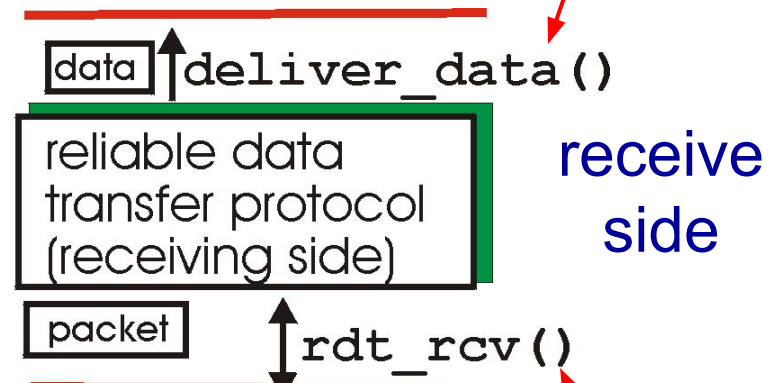 data deliver_data()
reliable data
transfer protocol
(receiving side)
receive
side
packet
rdt_rcv()